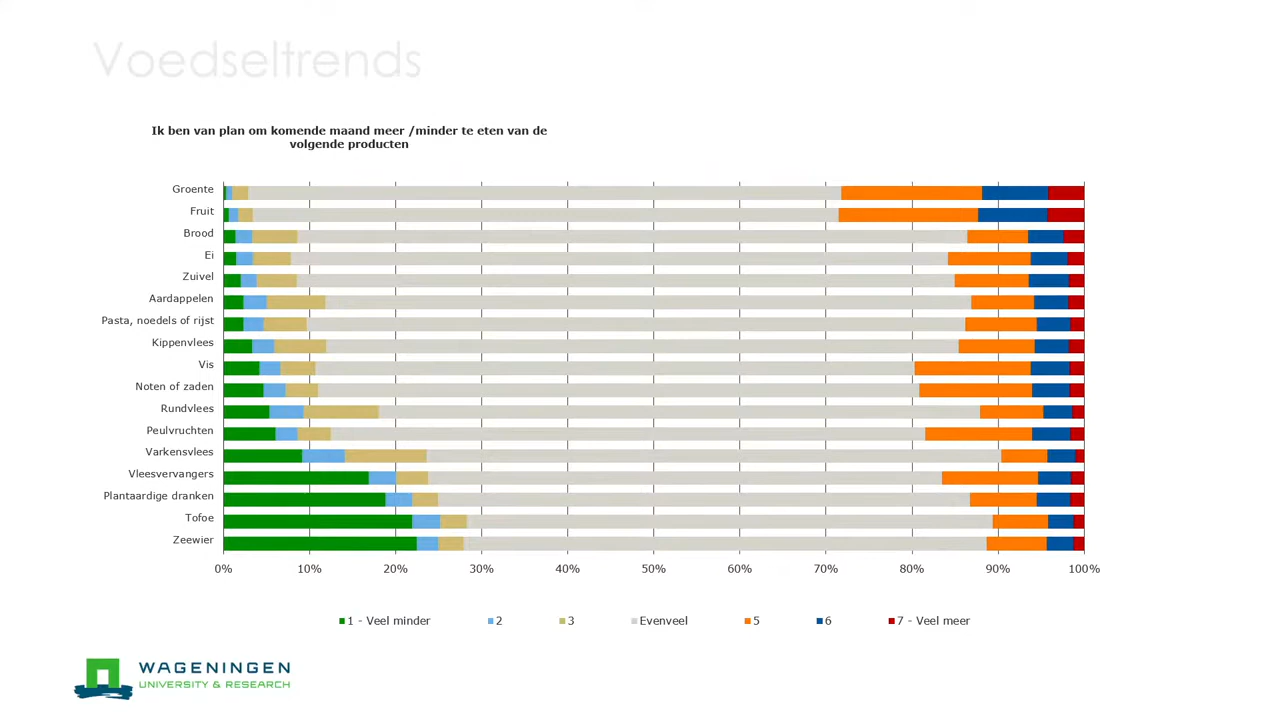 Voedseltrends
Ik ben van plan om komende maand meer /minder te eten van de
volgende producten
Groente
Fruit
Brood
Ei
Zuivel
Aardappelen
Pasta, noedels of rijst
Kippenvlees
Vis
Noten of zaden
Rundvlees
Peulvruchten
Varkensvlees
Vleesvervangers
Plantaardige dranken
Tofoe
Zeewier
0% 10% 20% 30% 40% 50% 60% 70% 80% 90% 100%
1 - Veel minder 2 3 Evenveel 5 6 7 - Veel meer
WAGENINGEN
UNIVERSITY & RESEARCH